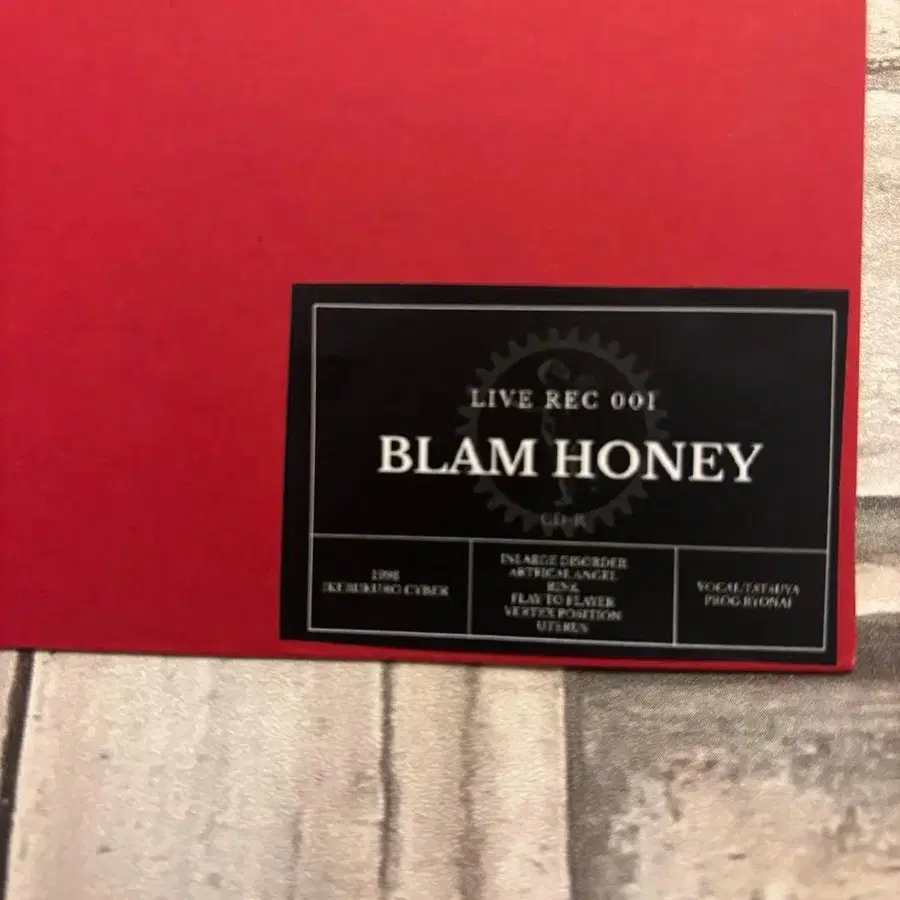 LIVE REC 001
BLAM HONEY
CD-R
1998
IKEBUKURO CYBER
INLARGE DISORDER
ARTRICAL ANGEL
RINK
FLAY TO FLAYER
VERTEX POSITION
UTERUS
VOCAL/TATSUYA
PROG RYONAI